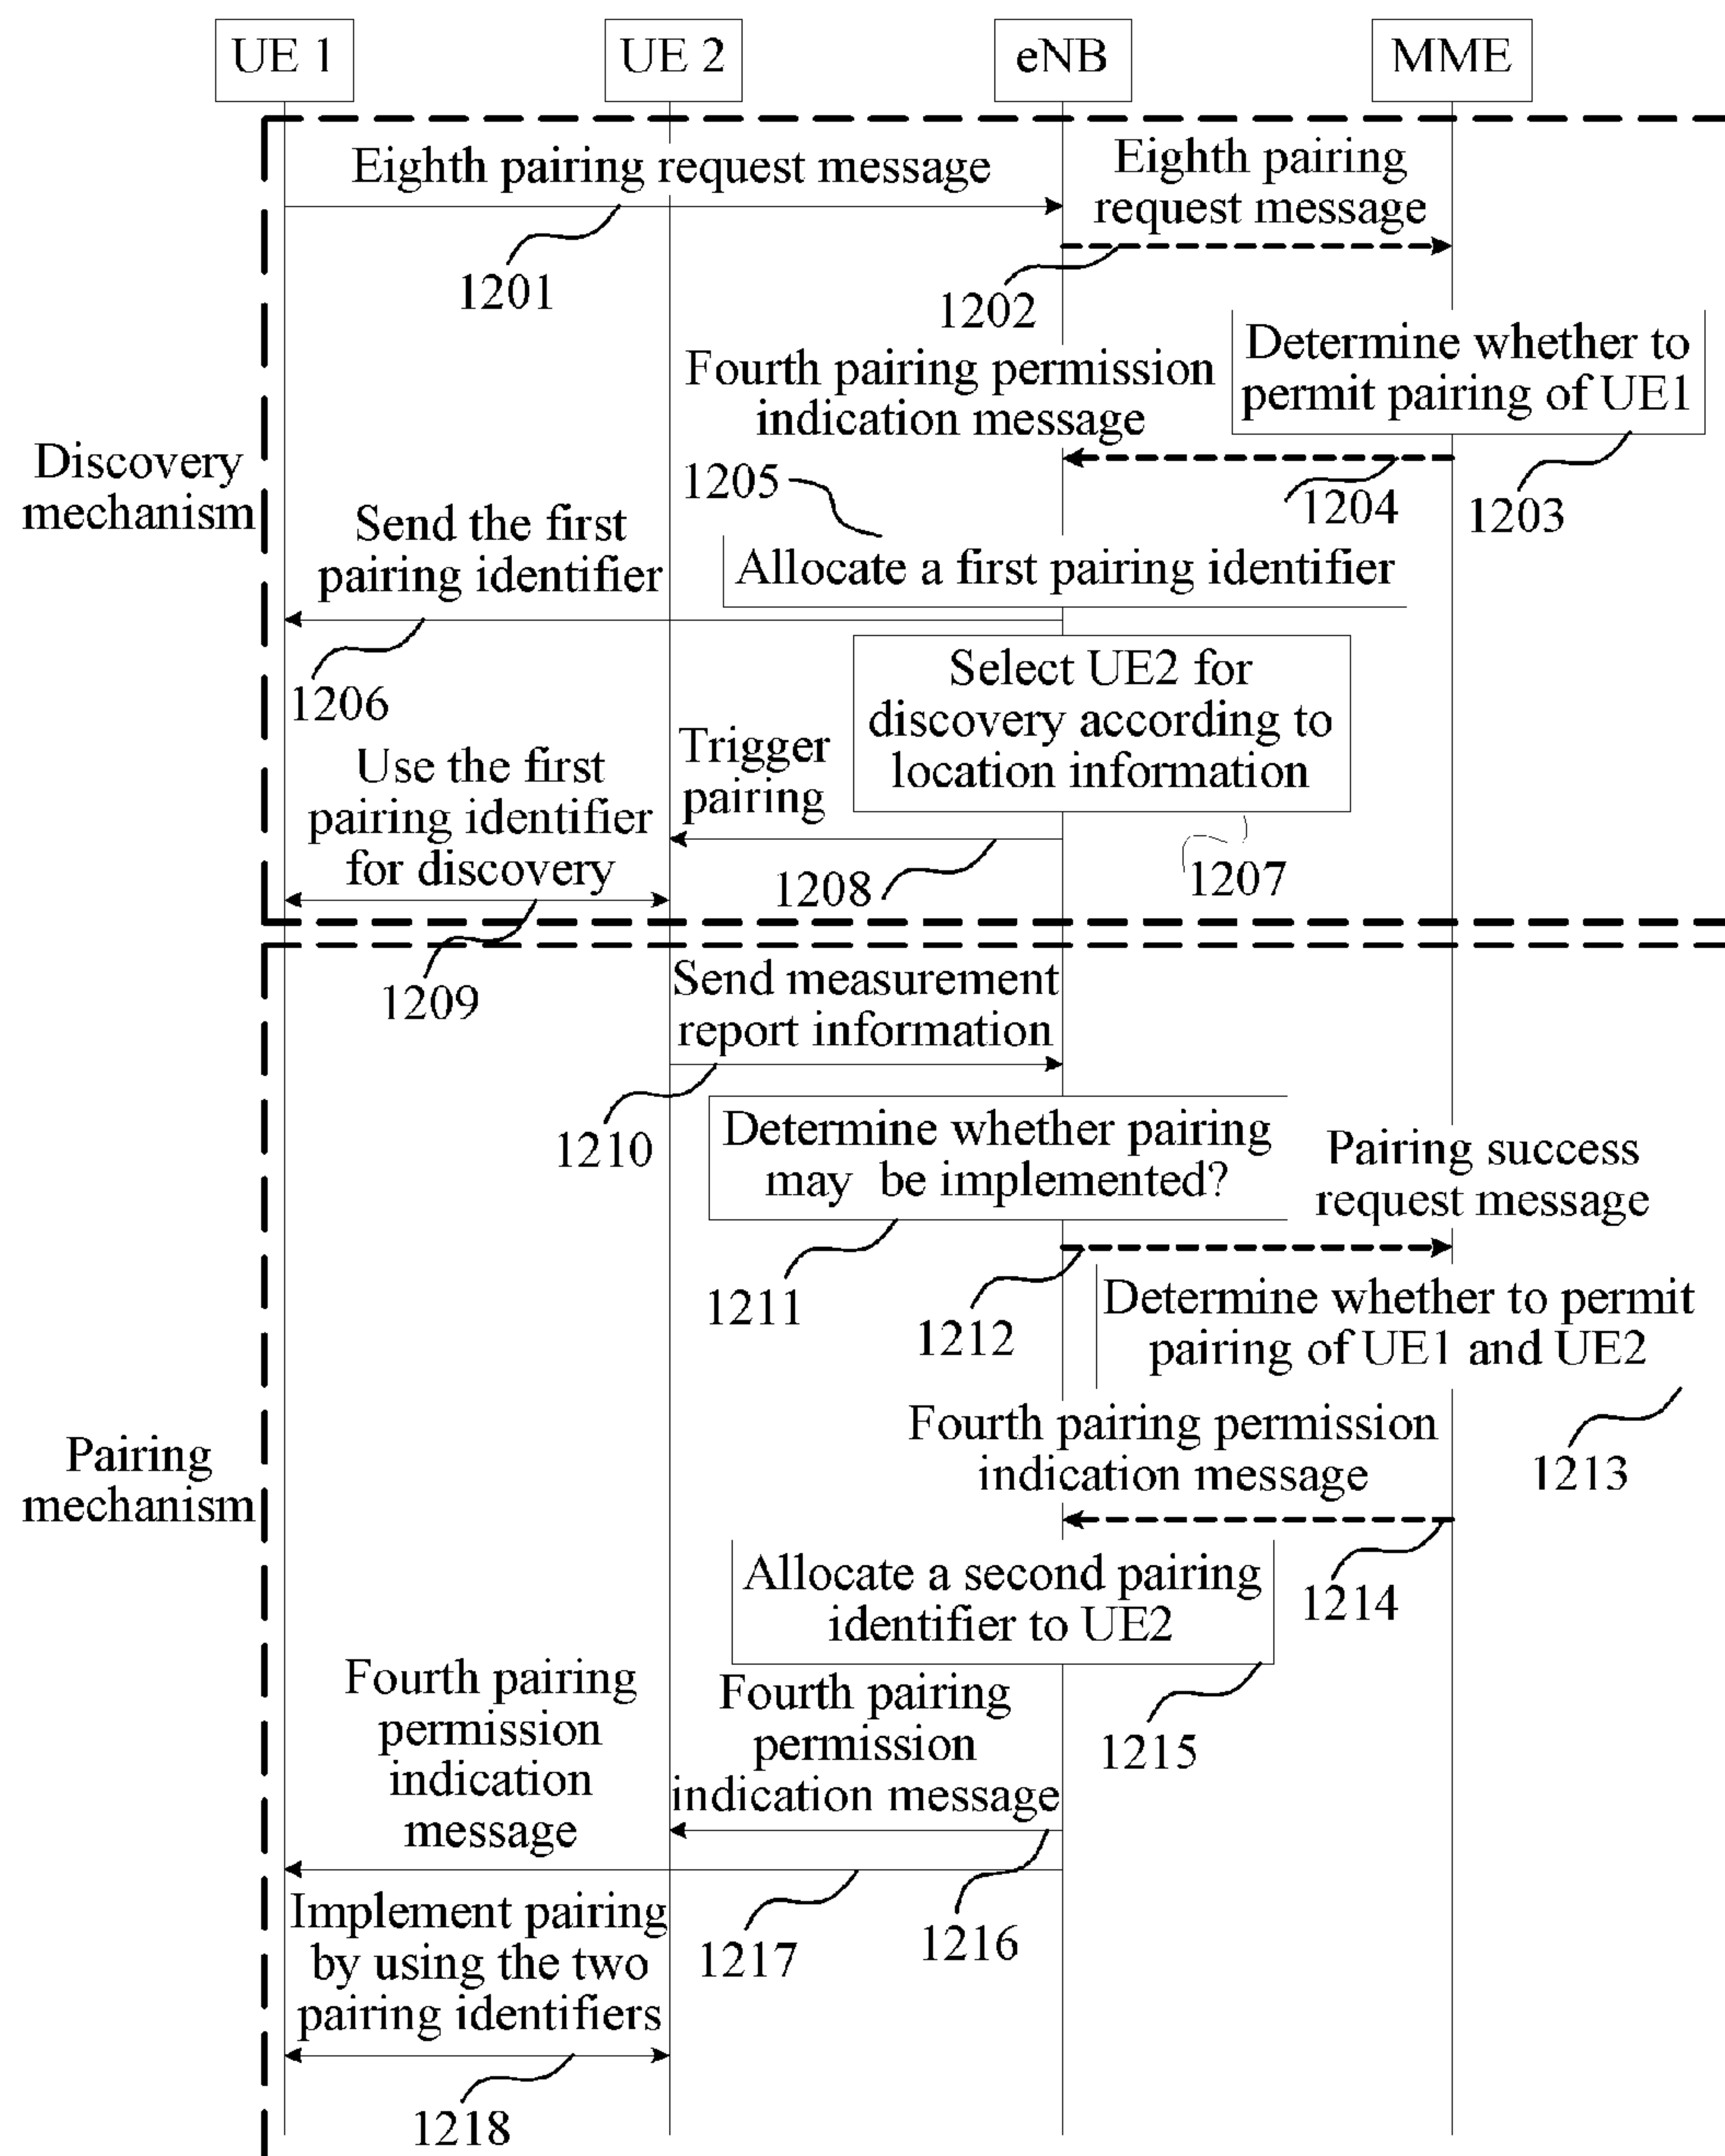 UE 1
UE 2
eNB
MME
Eighth pairing request message
Eighth pairing
request message
1201
1202
Determine whether to
permit pairing of UE1
Fourth pairing permission
indication message
1203
1204
1205
Discovery
mechanism
Allocate a first pairing identifier
Send the first
pairing identifier
1206
Select UE2 for
discovery according to
location information
1207
Trigger
pairing
1208
Use the first
pairing identifier
for discovery
1209
Send measurement
report information
1210
Determine whether pairing
may be implemented?
1211
Pairing success
request message
1212
Determine whether to permit
pairing of UE1 and UE2
1213
Fourth pairing permission
indication message
1214
Pairing
mechanism
Allocate a second pairing
identifier to UE2
1215
Fourth pairing
permission
indication message
1216
Fourth pairing
permission
indication
message
1217
Implement pairing
by using the two
pairing identifiers
1218